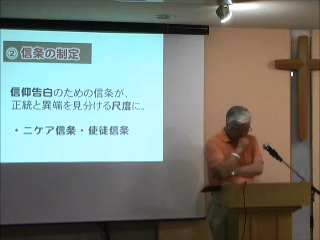 ② 信条の制定
信仰告白のための信条が、
正統と異端を見分ける尺度に。
・ニケア信条・使徒信条